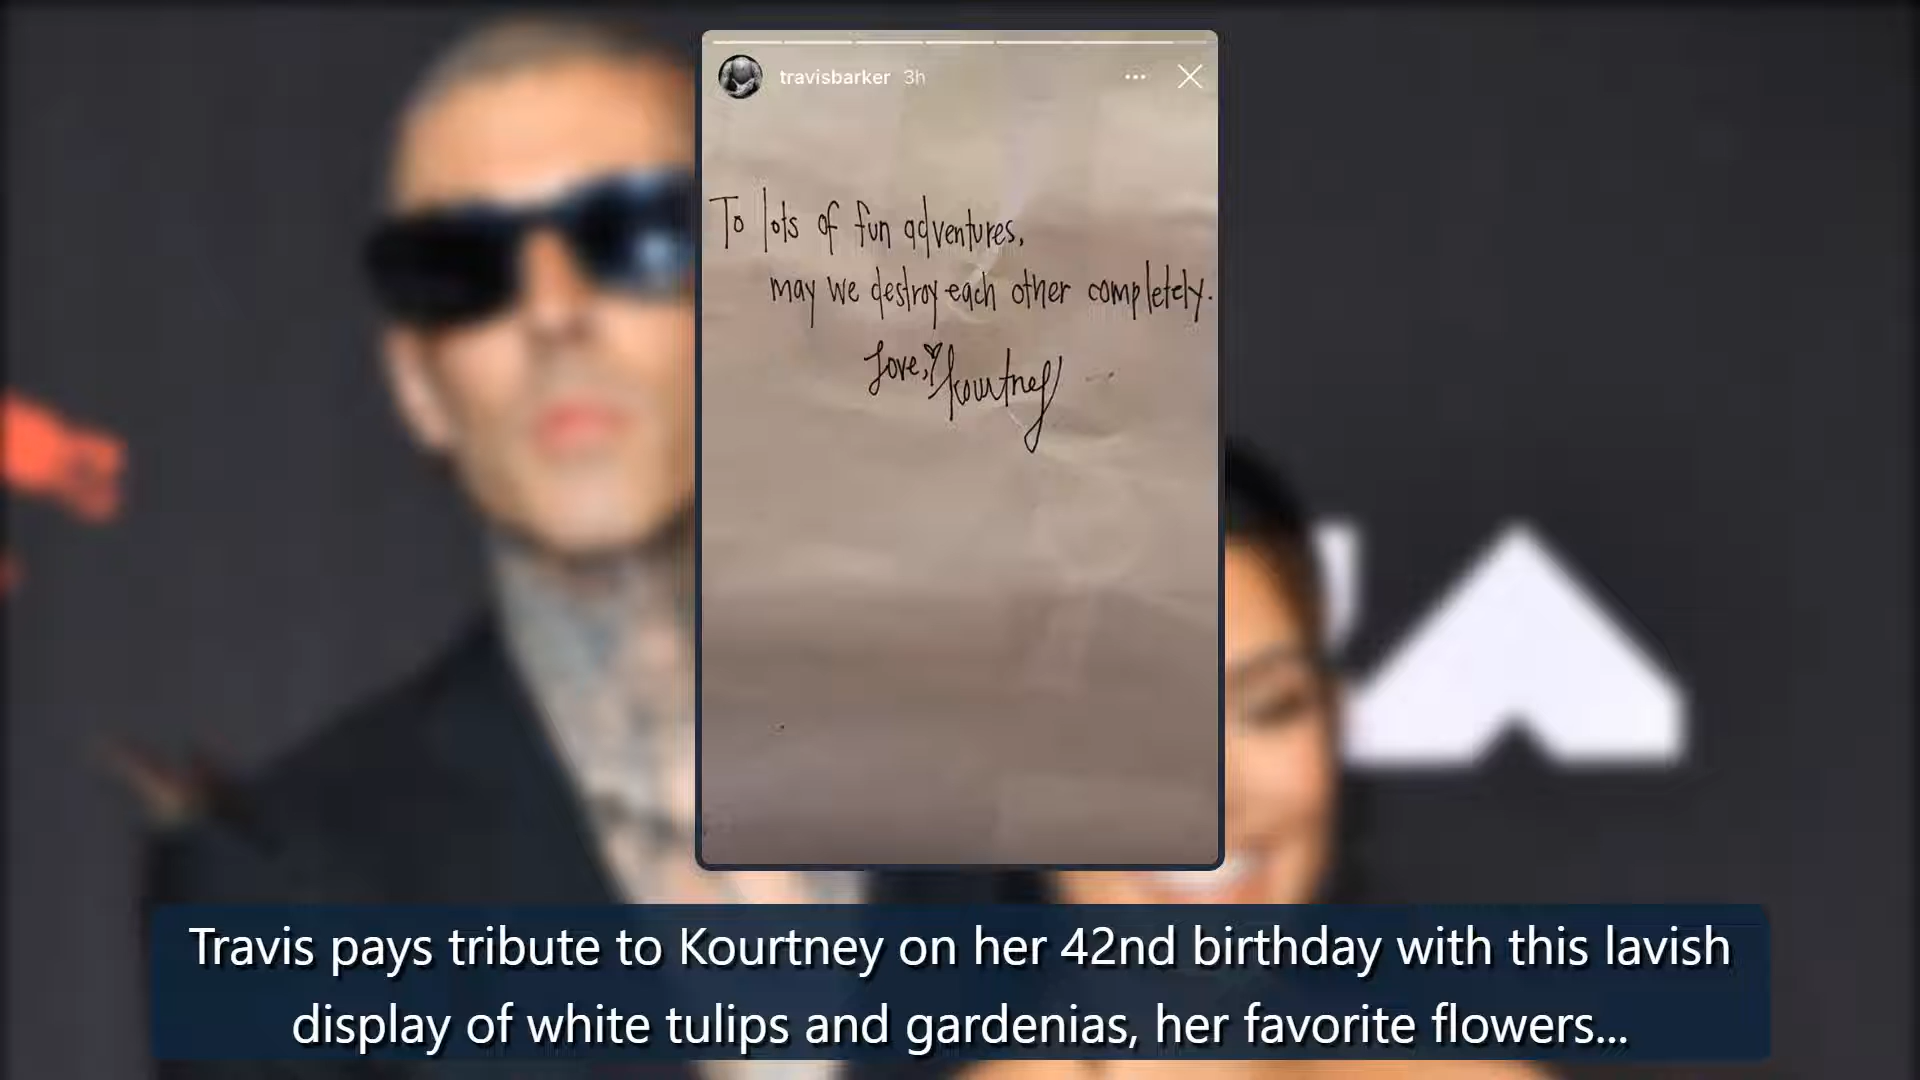 travisbarker 3h
To lots of fun adventures,
may we destroy each other completely.
Love, Kourtney
Travis pays tribute to Kourtney on her 42nd birthday with this lavish
display of white tulips and gardenias, her favorite flowers...